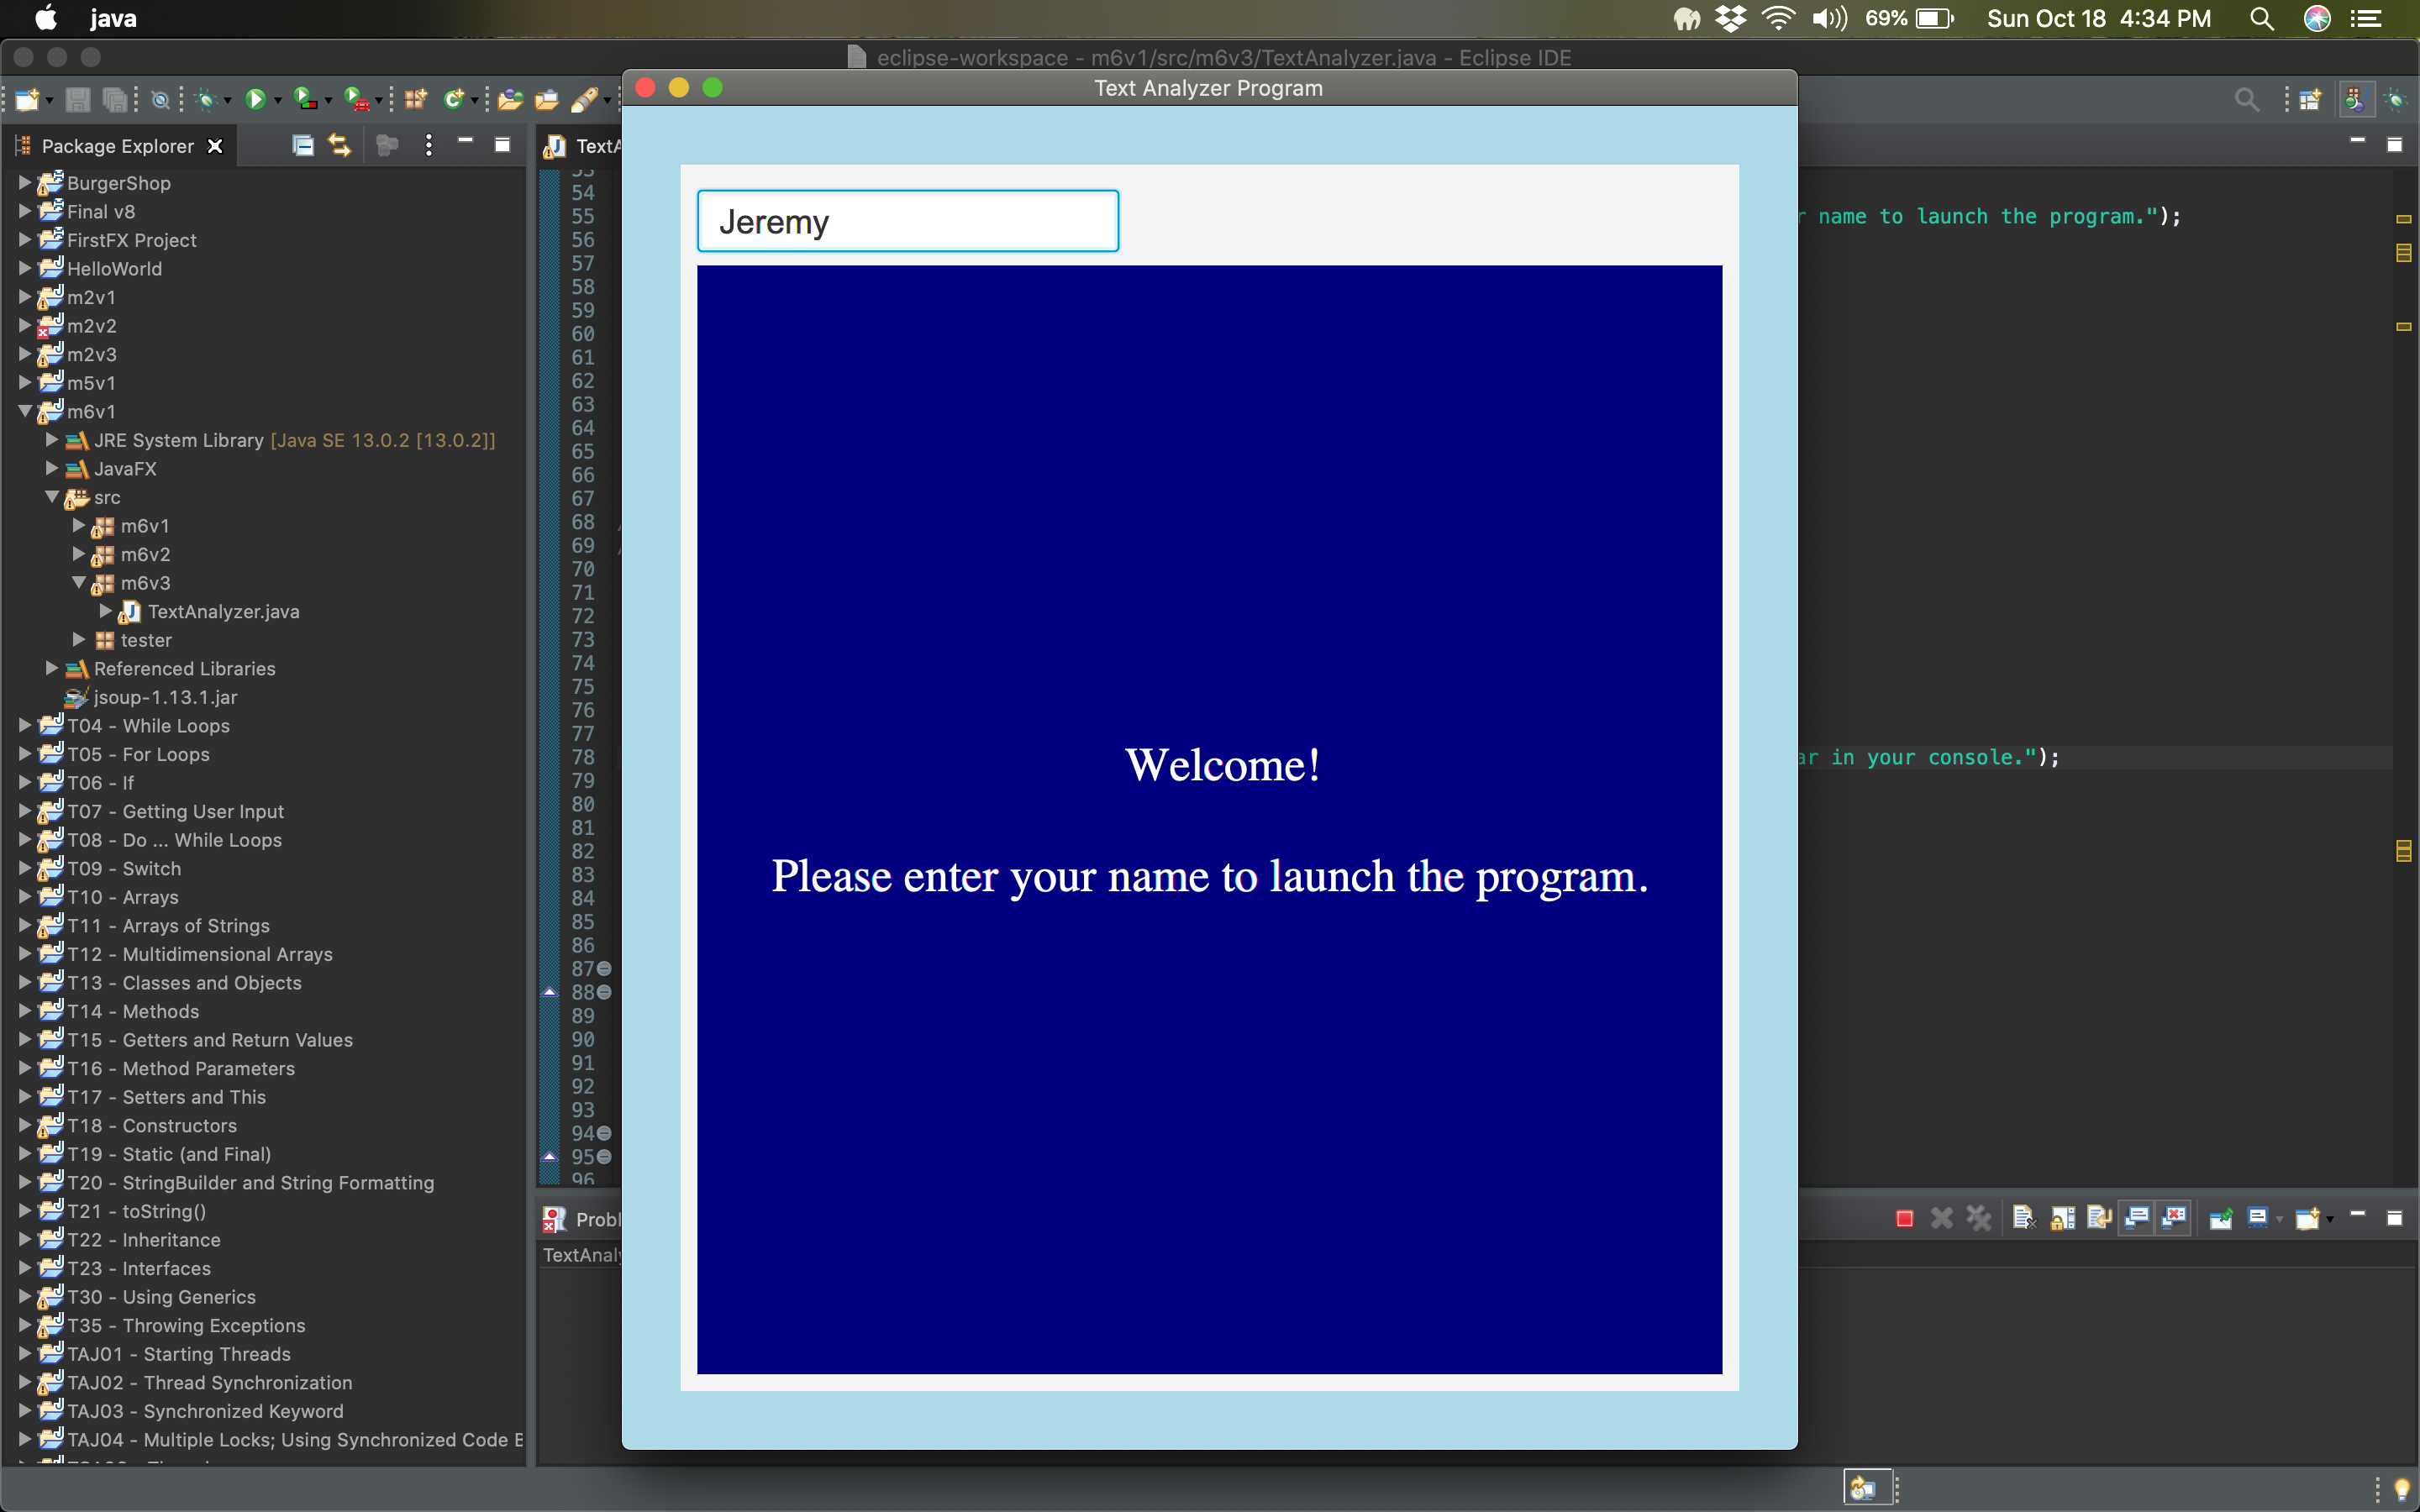 java
69%
Sun Oct 18 4:34 PM
eclipse-workspace - m6v1/src/m6v3/TextAnalyzer.java - Eclipse IDE
Text Analyzer Program
Package Explorer
BurgerShop
Final v8
FirstFX Project
HelloWorld
m2v1
m2v2
m2v3
m5v1
m6v1
JRE System Library [Java SE 13.0.2 [13.0.2]]
JavaFX
src
m6v1
m6v2
m6v3
TextAnalyzer.java
tester
Referenced Libraries
jsoup-1.13.1.jar
T04 - While Loops
T05 - For Loops
T06 - If
T07 - Getting User Input
T08 - Do ... While Loops
T09 - Switch
T10 - Arrays
T11 - Arrays of Strings
T12 - Multidimensional Arrays
T13 - Classes and Objects
T14 - Methods
T15 - Getters and Return Values
T16 - Method Parameters
T17 - Setters and This
T18 - Constructors
T19 - Static (and Final)
T20 - StringBuilder and String Formatting
T21 - toString()
T22 - Inheritance
T23 - Interfaces
T30 - Using Generics
T35 - Throwing Exceptions
TAJ01 - Starting Threads
TAJ02 - Thread Synchronization
TAJ03 - Synchronized Keyword
TAJ04 - Multiple Locks; Using Synchronized Code B
TextA
54
55
56
57
58
59
60
61
62
63
64
65
66
67
68
69
70
71
72
73
74
75
76
77
78
79
80
81
82
83
84
85
86
87
88
89
90
91
92
93
94
95
96
Jeremy
Welcome!
Please enter your name to launch the program.
r name to launch the program.");
ar in your console.");
Probl
TextAnaly